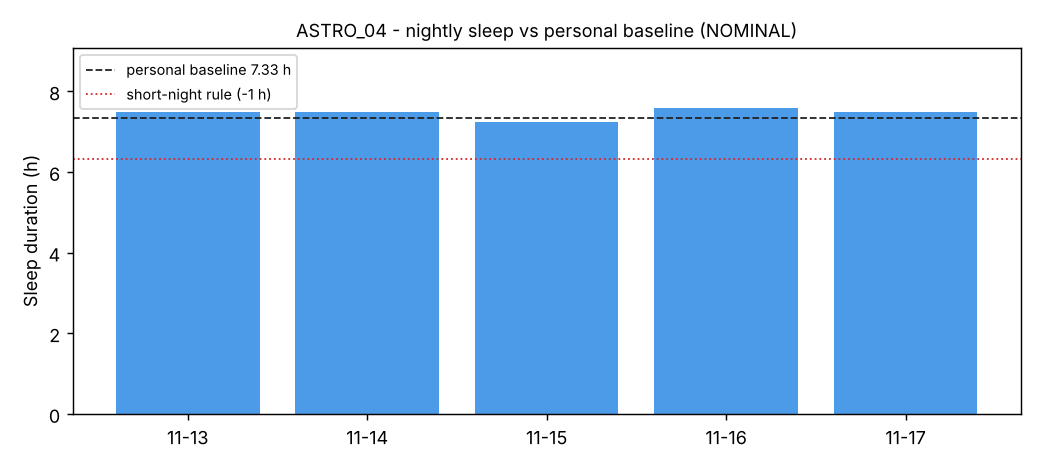 ASTRO_04 - nightly sleep vs personal baseline (NOMINAL)
personal baseline 7.33 h
short-night rule (-1 h)
Sleep duration (h)
8
6
4
2
0
11-13
11-14
11-15
11-16
11-17